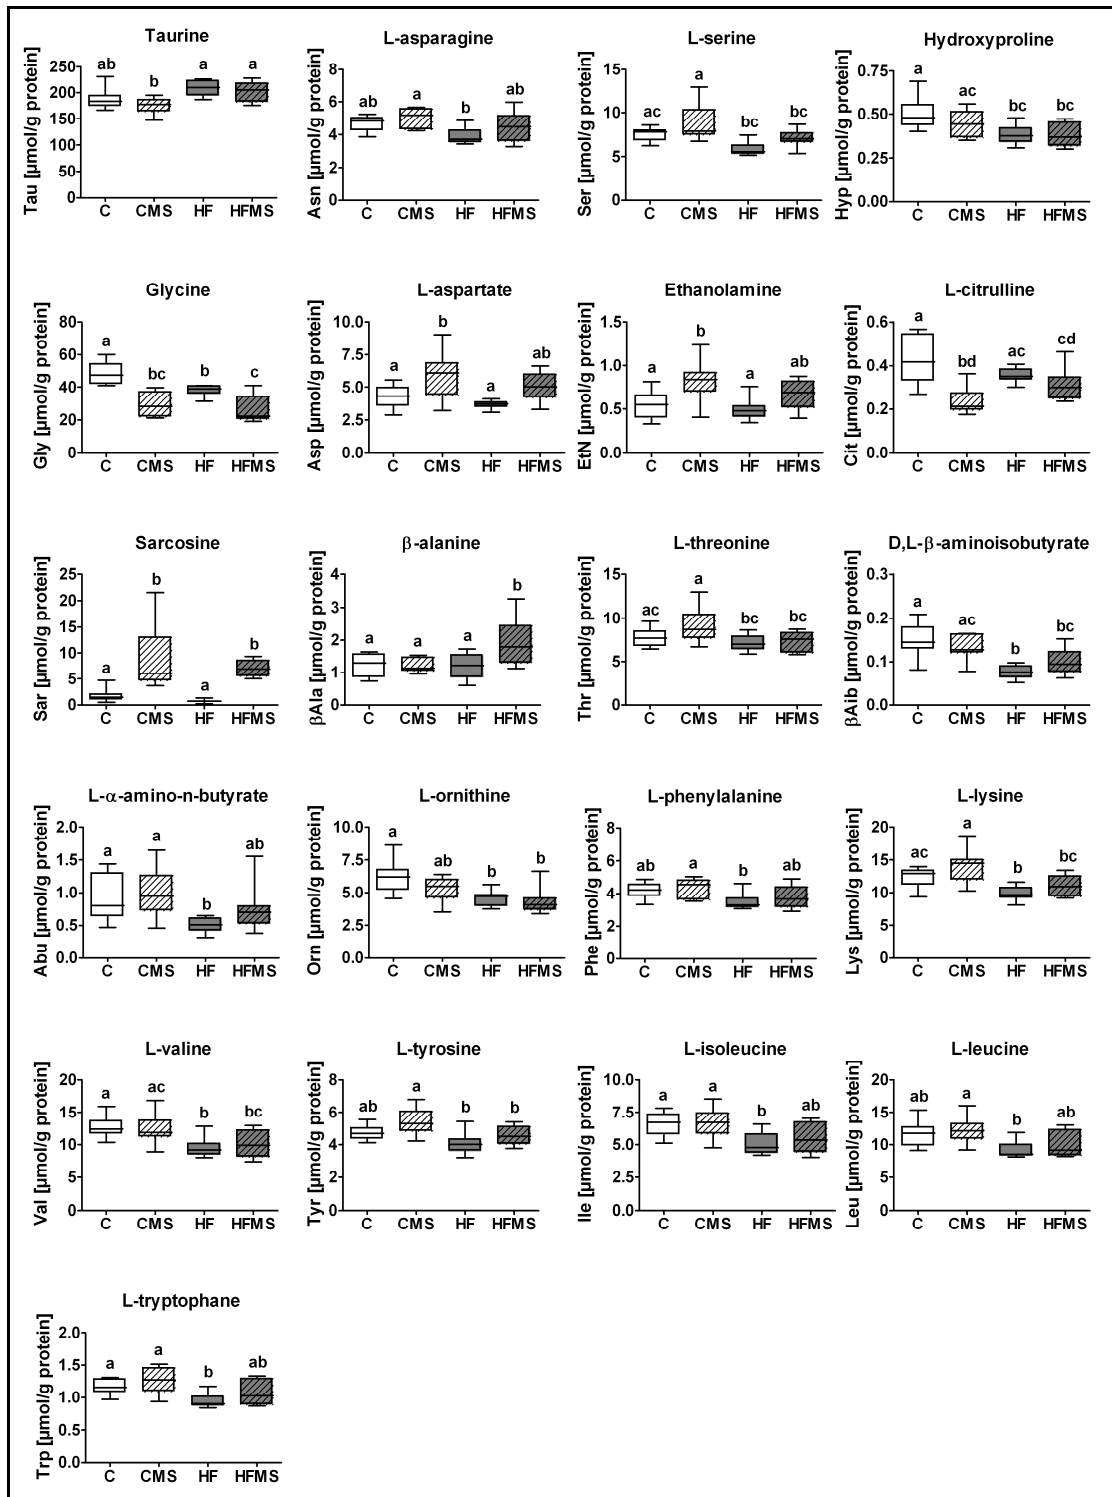 Taurine
Tau [µmol/g protein]
250
200
150
100
50
0
ab
b
a
a
C CMS HF HFMS
L-asparagine
Asn [µmol/g protein]
8
6
4
2
0
ab
a
b
ab
C CMS HF HFMS
L-serine
Ser [µmol/g protein]
15
10
5
0
ac
a
bc
bc
C CMS HF HFMS
Hydroxyproline
Hyp [µmol/g protein]
0.75
0.50
0.25
0.00
a
ac
bc
bc
C CMS HF HFMS
Glycine
Gly [µmol/g protein]
80
60
40
20
0
a
bc
b
c
C CMS HF HFMS
L-aspartate
Asp [µmol/g protein]
10.0
7.5
5.0
2.5
0.0
a
b
a
ab
C CMS HF HFMS
Ethanolamine
EtN [µmol/g protein]
1.5
1.0
0.5
0.0
a
b
a
ab
C CMS HF HFMS
L-citrulline
Cit [µmol/g protein]
0.6
0.4
0.2
0.0
a
bd
ac
cd
C CMS HF HFMS
Sarcosine
Sar [µmol/g protein]
25
20
15
10
5
0
a
b
a
b
C CMS HF HFMS
β-alanine
βAla [µmol/g protein]
4
3
2
1
0
a
a
a
b
C CMS HF HFMS
L-threonine
Thr [µmol/g protein]
15
10
5
0
ac
a
bc
bc
C CMS HF HFMS
D,L-β-aminoisobutyrate
βAib [µmol/g protein]
0.3
0.2
0.1
0.0
a
ac
b
bc
C CMS HF HFMS
L-α-amino-n-butyrate
Abu [µmol/g protein]
2.0
1.5
1.0
0.5
0.0
a
a
b
ab
C CMS HF HFMS
L-ornithine
Orn [µmol/g protein]
10.0
7.5
5.0
2.5
0.0
a
ab
b
b
C CMS HF HFMS
L-phenylalanine
Phe [µmol/g protein]
8
6
4
2
0
ab
a
b
ab
C CMS HF HFMS
L-lysine
Lys [µmol/g protein]
20
15
10
5
0
ac
a
b
bc
C CMS HF HFMS
L-valine
Val [µmol/g protein]
20
15
10
5
0
a
ac
b
bc
C CMS HF HFMS
L-tyrosine
Tyr [µmol/g protein]
8
6
4
2
0
ab
a
b
b
C CMS HF HFMS
L-isoleucine
Ile [µmol/g protein]
10.0
7.5
5.0
2.5
0.0
a
a
b
ab
C CMS HF HFMS
L-leucine
Leu [µmol/g protein]
20
15
10
5
0
ab
a
b
ab
C CMS HF HFMS
L-tryptophane
Trp [µmol/g protein]
2.0
1.5
1.0
0.5
0.0
a
a
b
ab
C CMS HF HFMS